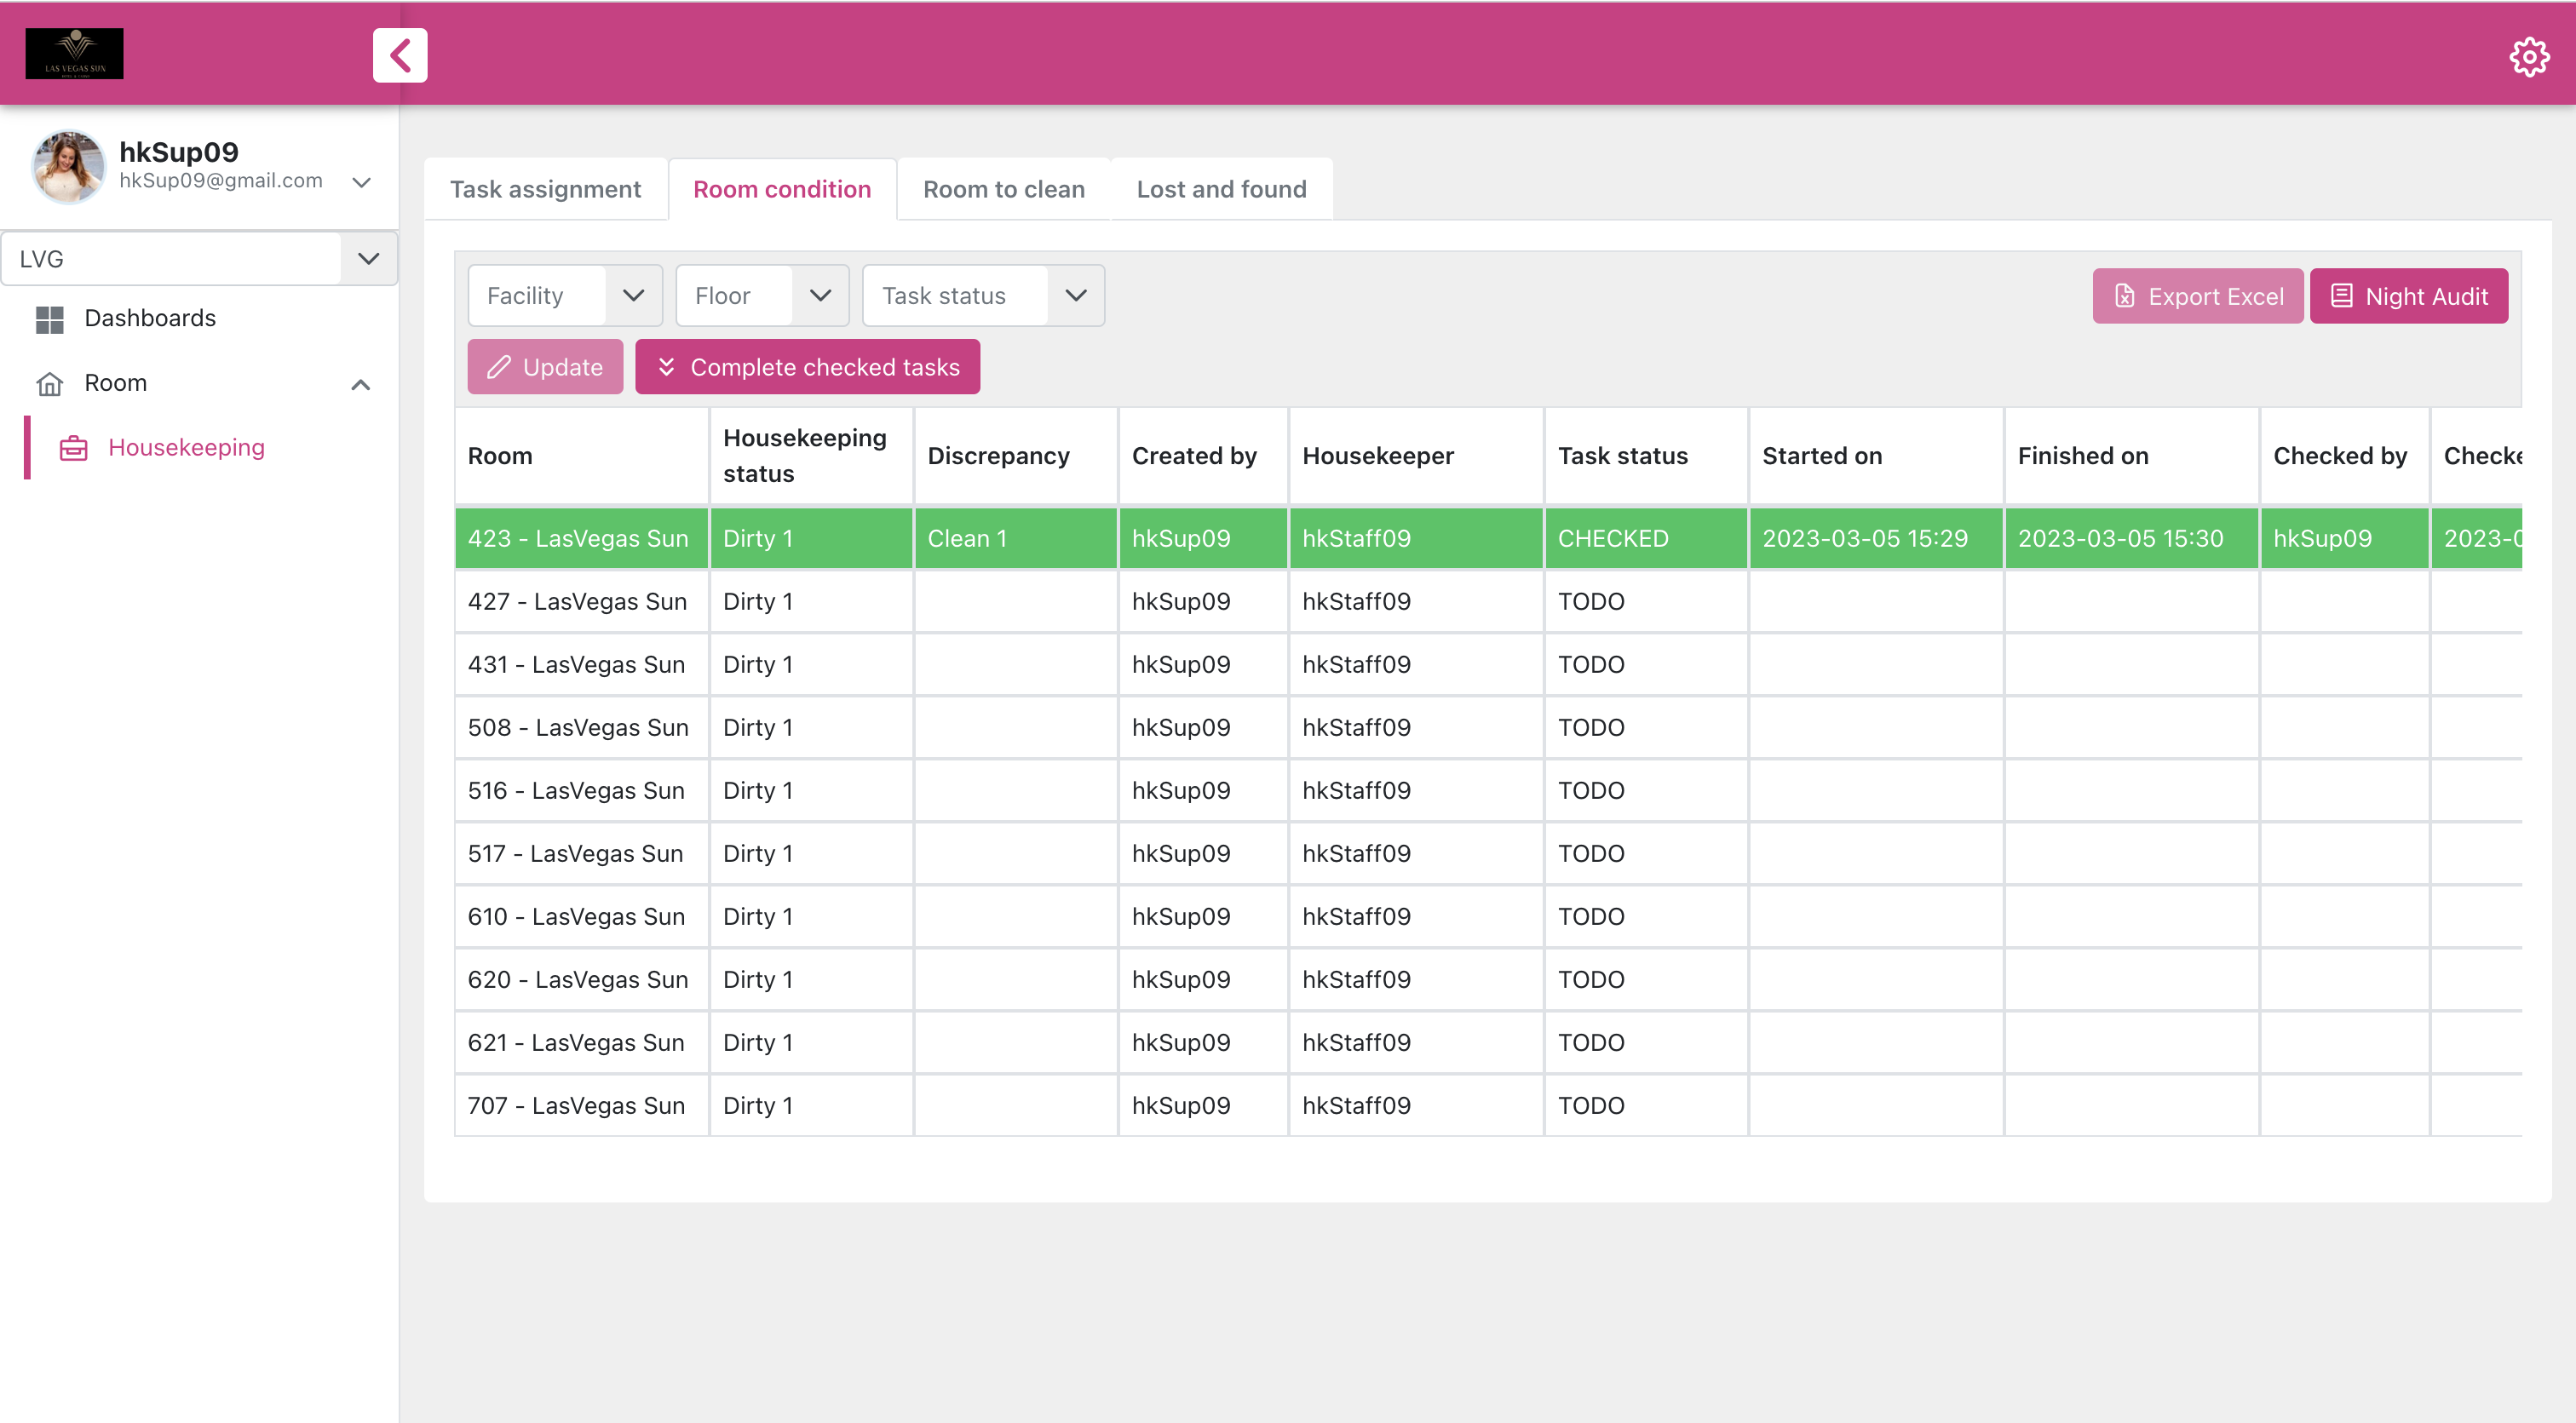 LAS VEGAS SUN
hkSup09
hkSup09@gmail.com
LVG
Dashboards
Room
Housekeeping
Task assignment
Room condition
Room to clean
Lost and found
Facility
Floor
Task status
Export Excel
Night Audit
Update
Complete checked tasks
Room Housekeeping status Discrepancy Created by Housekeeper Task status Started on Finished on Checked by Checke
423 - LasVegas Sun Dirty 1 Clean 1 hkSup09 hkStaff09 CHECKED 2023-03-05 15:29 2023-03-05 15:30 hkSup09 2023-0
427 - LasVegas Sun Dirty 1 hkSup09 hkStaff09 TODO
431 - LasVegas Sun Dirty 1 hkSup09 hkStaff09 TODO
508 - LasVegas Sun Dirty 1 hkSup09 hkStaff09 TODO
516 - LasVegas Sun Dirty 1 hkSup09 hkStaff09 TODO
517 - LasVegas Sun Dirty 1 hkSup09 hkStaff09 TODO
610 - LasVegas Sun Dirty 1 hkSup09 hkStaff09 TODO
620 - LasVegas Sun Dirty 1 hkSup09 hkStaff09 TODO
621 - LasVegas Sun Dirty 1 hkSup09 hkStaff09 TODO
707 - LasVegas Sun Dirty 1 hkSup09 hkStaff09 TODO